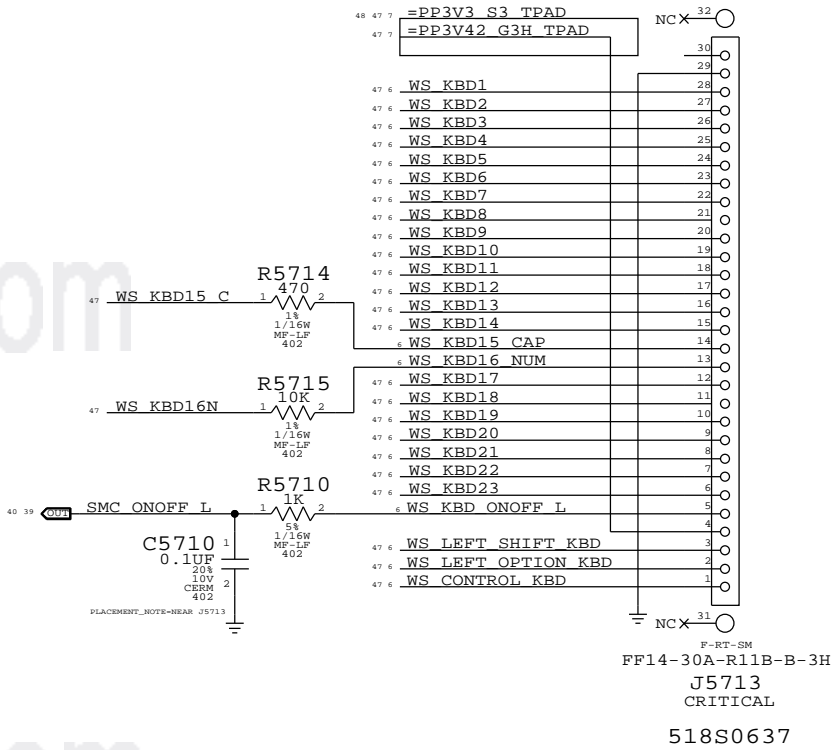 48 47 7 =PP3V3_S3_TPAD
47 7 =PP3V42_G3H_TPAD
NC 32
30
29
47 6 WS_KBD1 28
47 6 WS_KBD2 27
47 6 WS_KBD3 26
47 6 WS_KBD4 25
47 6 WS_KBD5 24
47 6 WS_KBD6 23
47 6 WS_KBD7 22
47 6 WS_KBD8 21
47 6 WS_KBD9 20
47 6 WS_KBD10 19
47 6 WS_KBD11 18
47 6 WS_KBD12 17
47 6 WS_KBD13 16
47 6 WS_KBD14 15
6 WS_KBD15_CAP 14
6 WS_KBD16_NUM 13
47 6 WS_KBD17 12
47 6 WS_KBD18 11
47 6 WS_KBD19 10
47 6 WS_KBD20 9
47 6 WS_KBD21 8
47 6 WS_KBD22 7
47 6 WS_KBD23 6
6 WS_KBD_ONOFF_L 5
4
47 6 WS_LEFT_SHIFT_KBD 3
47 6 WS_LEFT_OPTION_KBD 2
47 6 WS_CONTROL_KBD 1
NC 31
F-RT-SM
FF14-30A-R11B-B-3H
J5713
CRITICAL
518S0637
R5714
470
47 WS_KBD15_C 1 2
1%
1/16W
MF-LF
402
R5715
10K
47 WS_KBD16N 1 2
1%
1/16W
MF-LF
402
R5710
1K
40 39 OUT SMC_ONOFF_L 1 2
5%
1/16W
MF-LF
402
C5710 1
0.1UF
20%
10V 2
CERM
402
PLACEMENT_NOTE=NEAR J5713
om